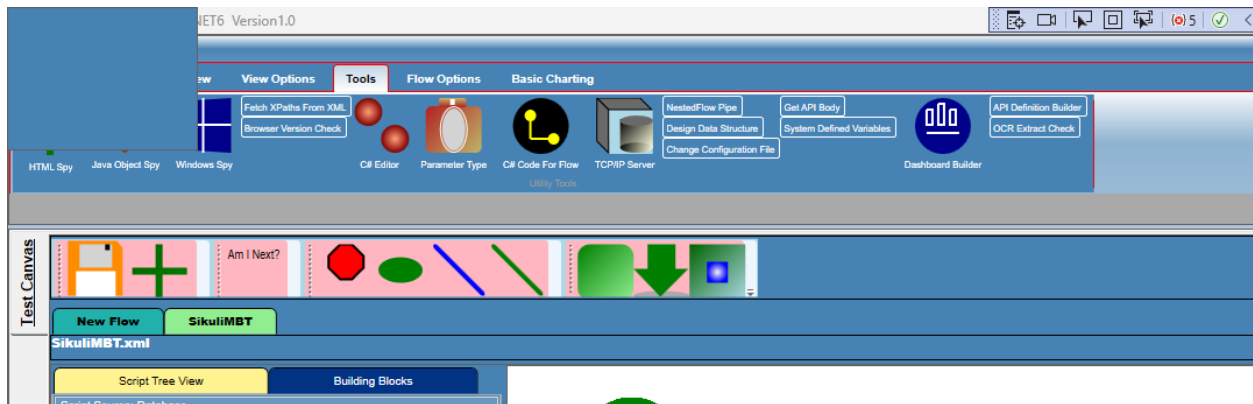 NET6 Version1.0
5
View Options Tools Flow Options Basic Charting
Fetch XPaths From XML
Browser Version Check
NestedFlow Pipe
Design Data Structure
Change Configuration File
Get API Body
System Defined Variables
API Definition Builder
OCR Extract Check
HTML Spy Java Object Spy Windows Spy C# Editor Parameter Type C# Code For Flow TCP/IP Server Dashboard Builder
Utility Tools
Test Canvas
Am I Next?
New Flow SikuliMBT
SikuliMBT.xml
Script Tree View Building Blocks
Script Source: Database